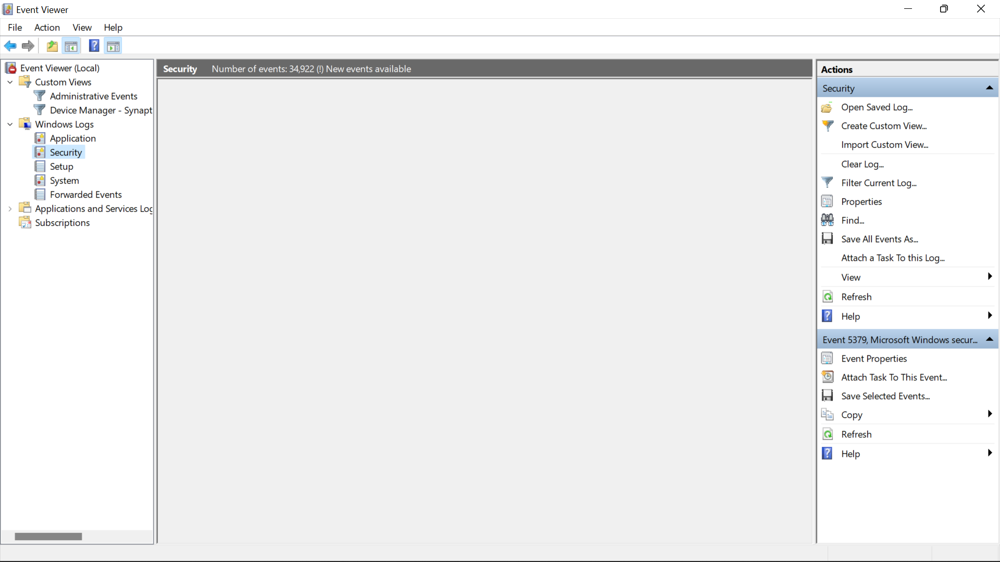 Event Viewer
File Action View Help
Event Viewer (Local)
Custom Views
Administrative Events
Device Manager - Synapt
Windows Logs
Application
Security
Setup
System
Forwarded Events
Applications and Services Log
Subscriptions
Security Number of events: 34,922 (!) New events available
Actions
Security
Open Saved Log...
Create Custom View...
Import Custom View...
Clear Log...
Filter Current Log...
Properties
Find...
Save All Events As...
Attach a Task To this Log...
View
Refresh
Help
Event 5379, Microsoft Windows secur...
Event Properties
Attach Task To This Event...
Save Selected Events...
Copy
Refresh
Help